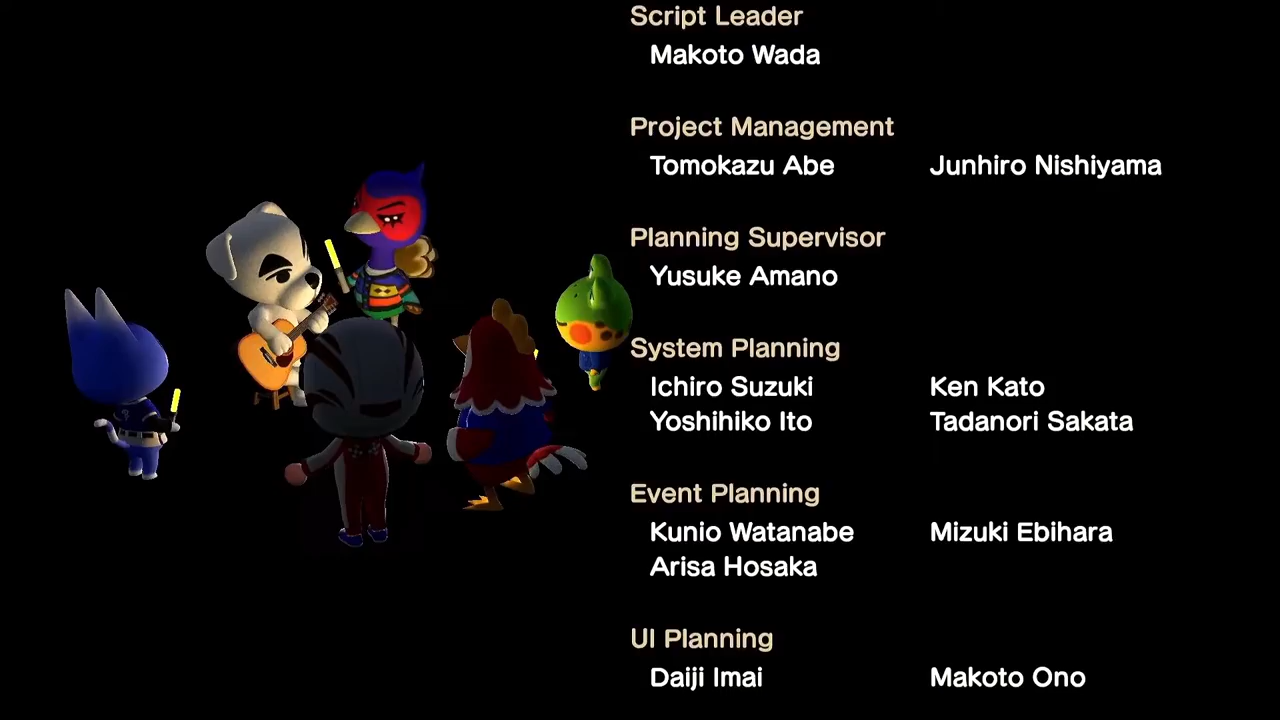 Script Leader
Makoto Wada
Project Management
Tomokazu Abe Junhiro Nishiyama
Planning Supervisor
Yusuke Amano
System Planning
Ichiro Suzuki Ken Kato
Yoshihiko Ito Tadanori Sakata
Event Planning
Kunio Watanabe Mizuki Ebihara
Arisa Hosaka
UI Planning
Daiji Imai Makoto Ono